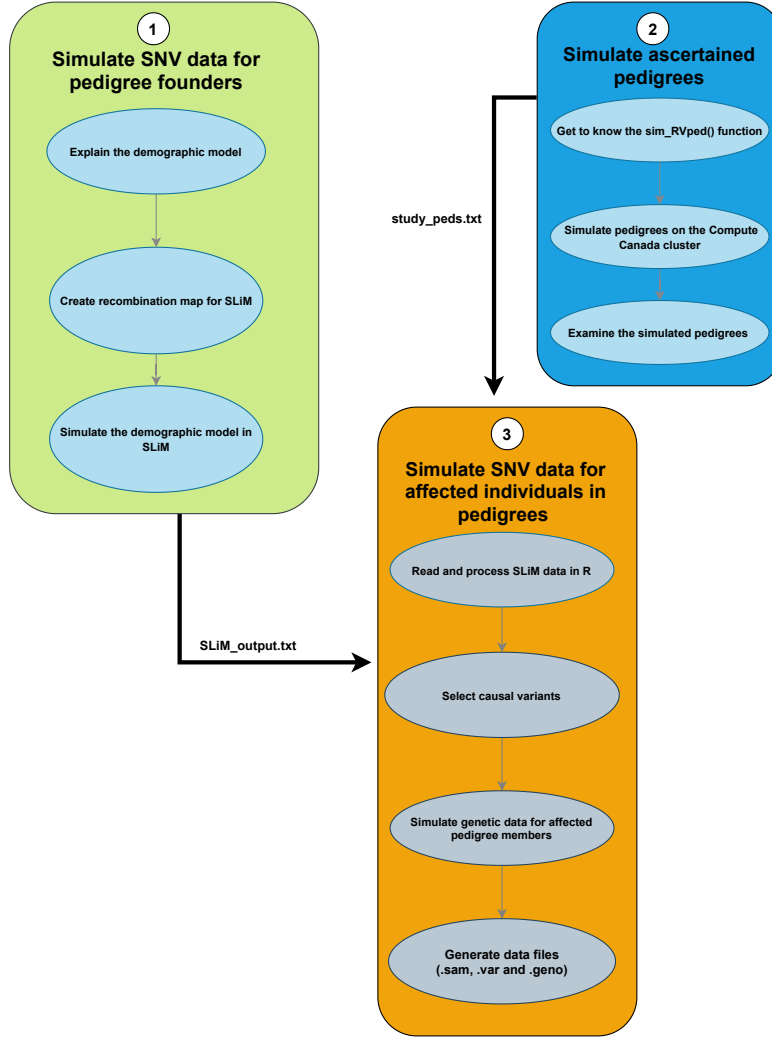 1
Simulate SNV data for
pedigree founders
Explain the demographic model
Create recombination map for SLiM
Simulate the demographic model in
SLiM
SLiM_output.txt
2
Simulate ascertained
pedigrees
Get to know the sim_RVped() function
Simulate pedigrees on the Compute
Canada cluster
Examine the simulated pedigrees
study_peds.txt
3
Simulate SNV data for
affected individuals in
pedigrees
Read and process SLiM data in R
Select causal variants
Simulate genetic data for affected
pedigree members
Generate data files
(.sam, .var and .geno)